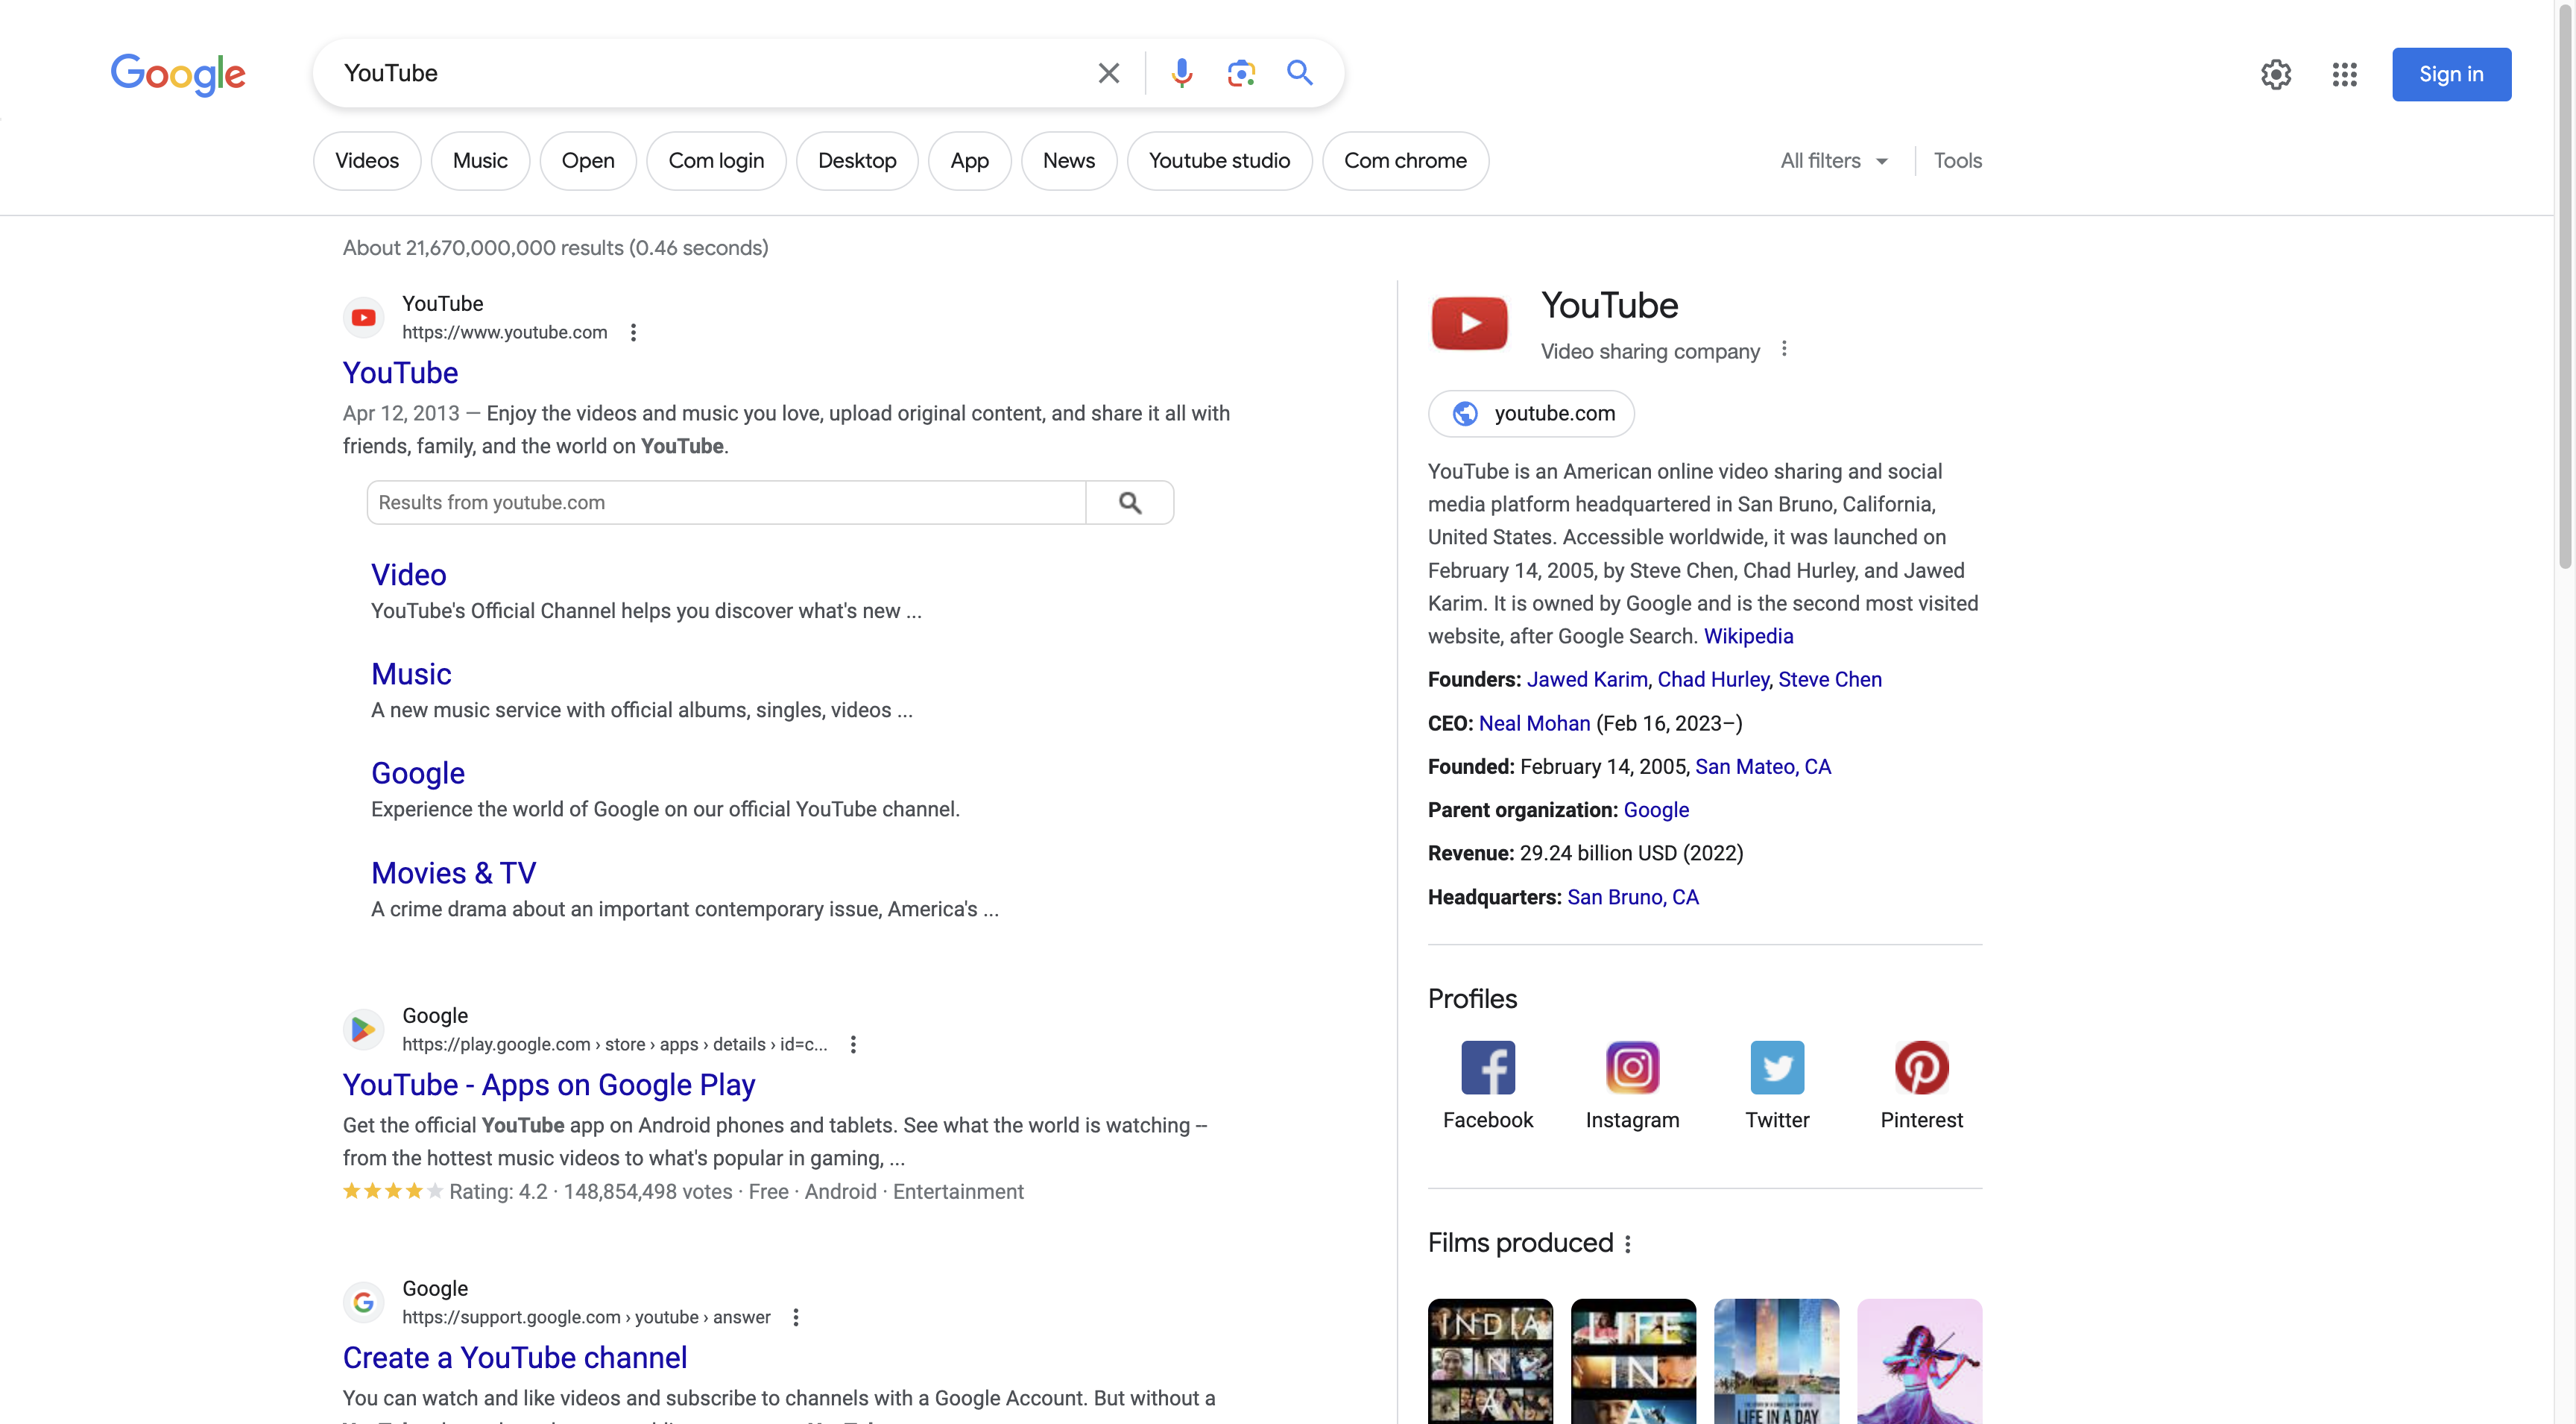 Google
YouTube
Sign in
Videos
Music
Open
Com login
Desktop
App
News
Youtube studio
Com chrome
All filters
Tools
About 21,670,000,000 results (0.46 seconds)
YouTube
https://www.youtube.com
YouTube
Apr 12, 2013 — Enjoy the videos and music you love, upload original content, and share it all with
friends, family, and the world on YouTube.
Results from youtube.com
Video
YouTube's Official Channel helps you discover what's new ...
Music
A new music service with official albums, singles, videos ...
Google
Experience the world of Google on our official YouTube channel.
Movies & TV
A crime drama about an important contemporary issue, America's ...
Google
https://play.google.com › store › apps › details › id=c...
YouTube - Apps on Google Play
Get the official YouTube app on Android phones and tablets. See what the world is watching --
from the hottest music videos to what's popular in gaming, ...
Rating: 4.2 · 148,854,498 votes · Free · Android · Entertainment
Google
https://support.google.com › youtube › answer
Create a YouTube channel
You can watch and like videos and subscribe to channels with a Google Account. But without a
YouTube
Video sharing company
youtube.com
YouTube is an American online video sharing and social
media platform headquartered in San Bruno, California,
United States. Accessible worldwide, it was launched on
February 14, 2005, by Steve Chen, Chad Hurley, and Jawed
Karim. It is owned by Google and is the second most visited
website, after Google Search. Wikipedia
Founders: Jawed Karim, Chad Hurley, Steve Chen
CEO: Neal Mohan (Feb 16, 2023–)
Founded: February 14, 2005, San Mateo, CA
Parent organization: Google
Revenue: 29.24 billion USD (2022)
Headquarters: San Bruno, CA
Profiles
Facebook
Instagram
Twitter
Pinterest
Films produced
INDIA
IN
A
LIFE
IN
A
LIFE IN A DAY